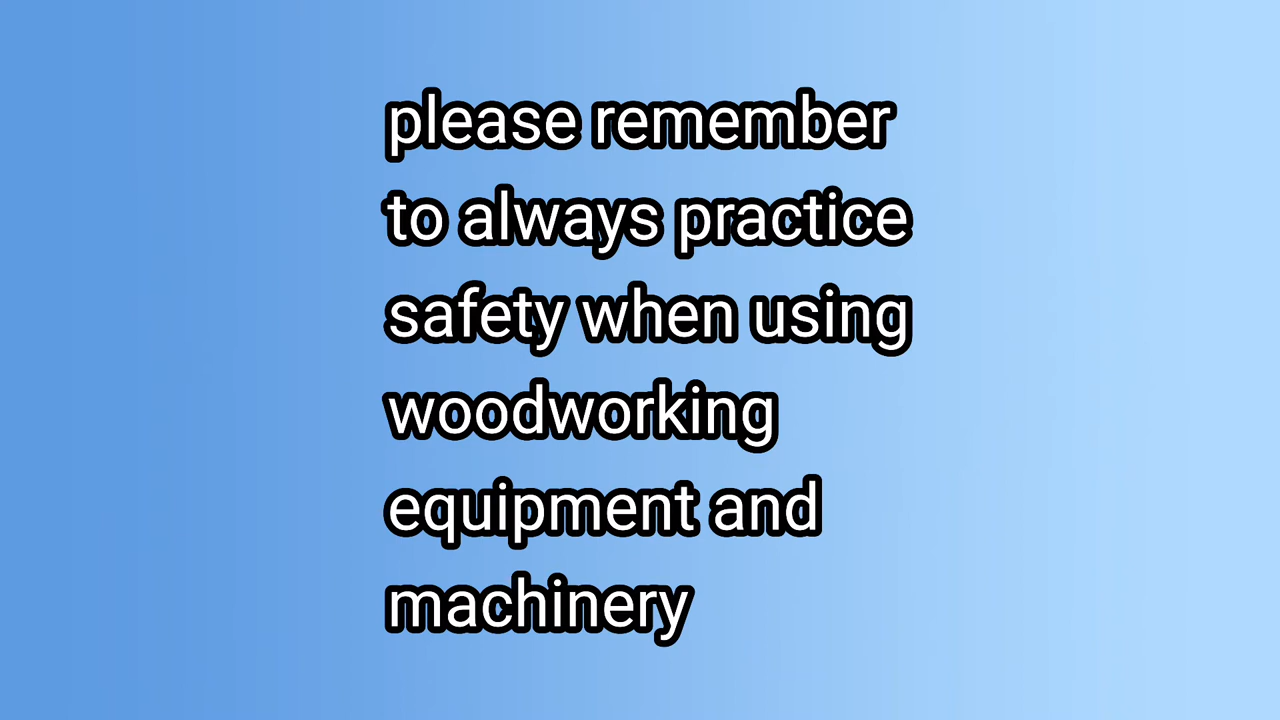 please remember
to always practice
safety when using
woodworking
equipment and
machinery